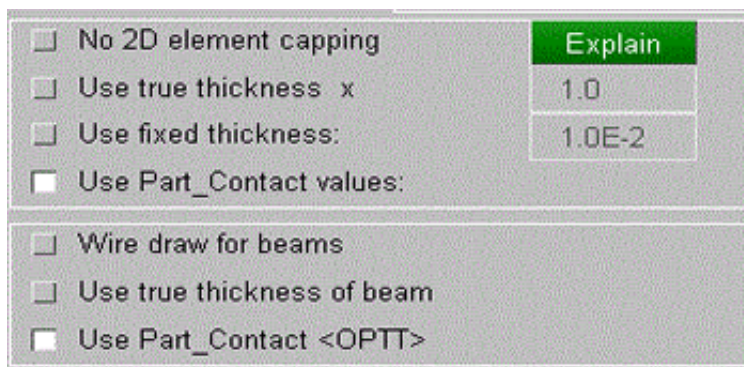 No 2D element capping Explain
Use true thickness x 1.0
Use fixed thickness: 1.0E-2
Use Part_Contact values:
Wire draw for beams
Use true thickness of beam
Use Part_Contact <OPTT>